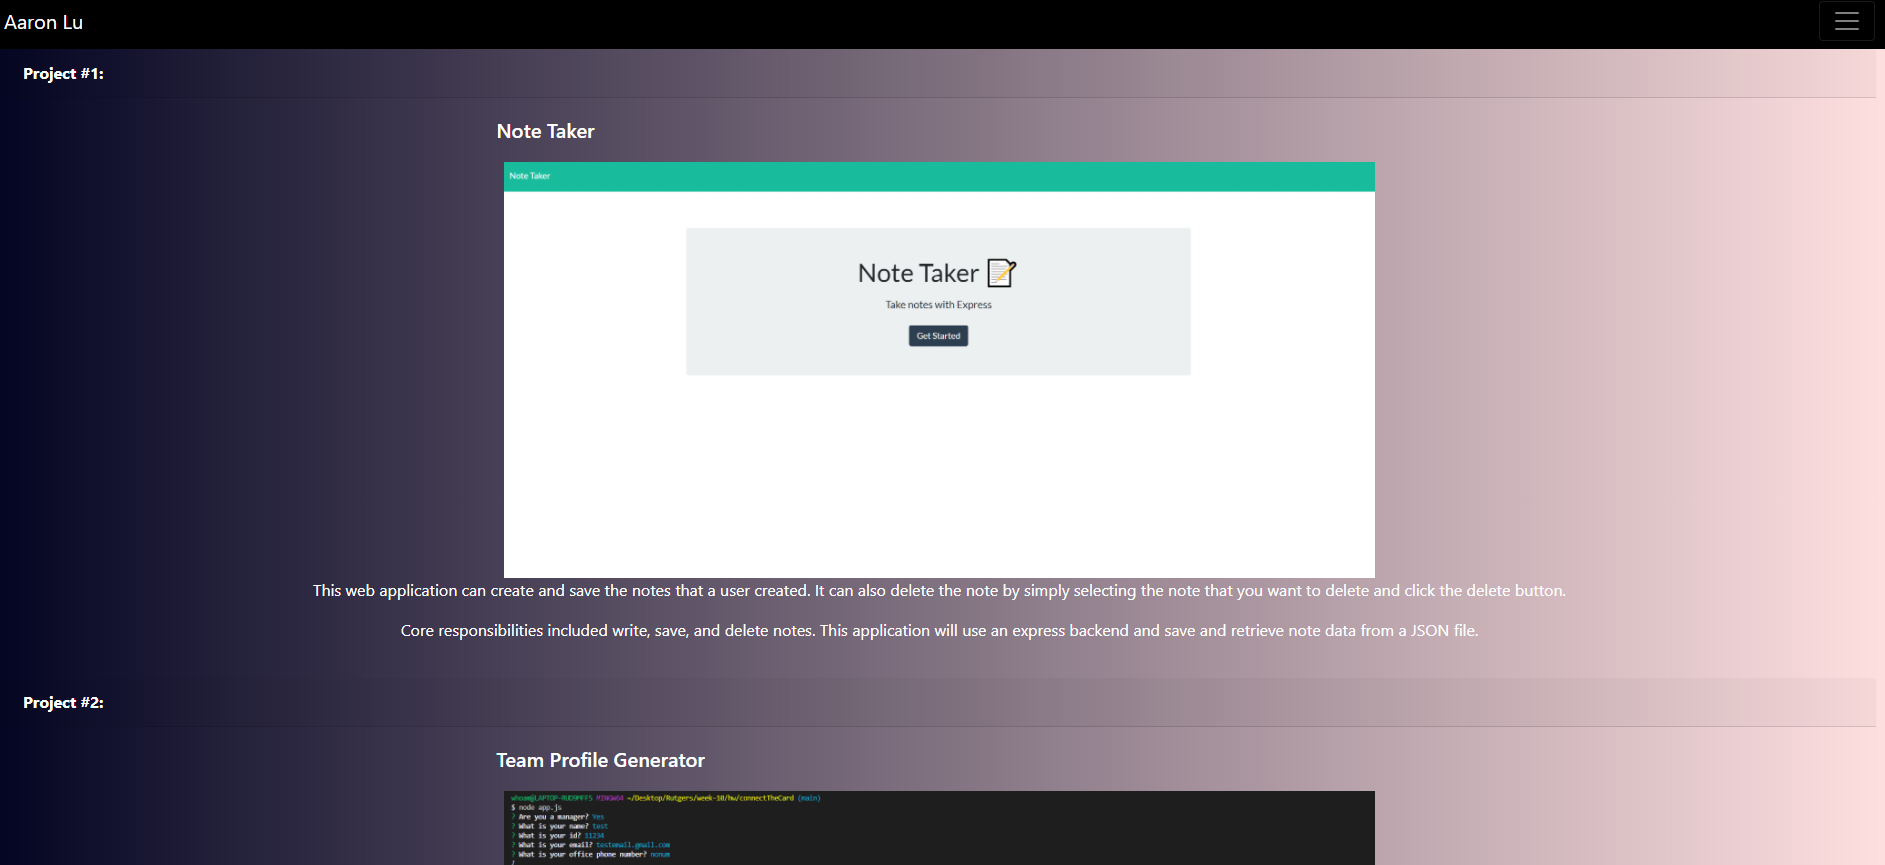 Aaron Lu
Project #1:
Note Taker
Note Taker
Note Taker
Take notes with Express
Get Started
This web application can create and save the notes that a user created. It can also delete the note by simply selecting the note that you want to delete and click the delete button.
Core responsibilities included write, save, and delete notes. This application will use an express backend and save and retrieve note data from a JSON file.
Project #2:
Team Profile Generator
whoam@LAPTOP-RUD9MFFS MINGW64 ~/Desktop/Rutgers/week-10/hw/connectTheCard (main)
$ node app.js
? Are you a manager? Yes
? What is your name? test
? What is your id? 11234
? What is your email? testemail.gmail.com
? What is your office phone number? nonum